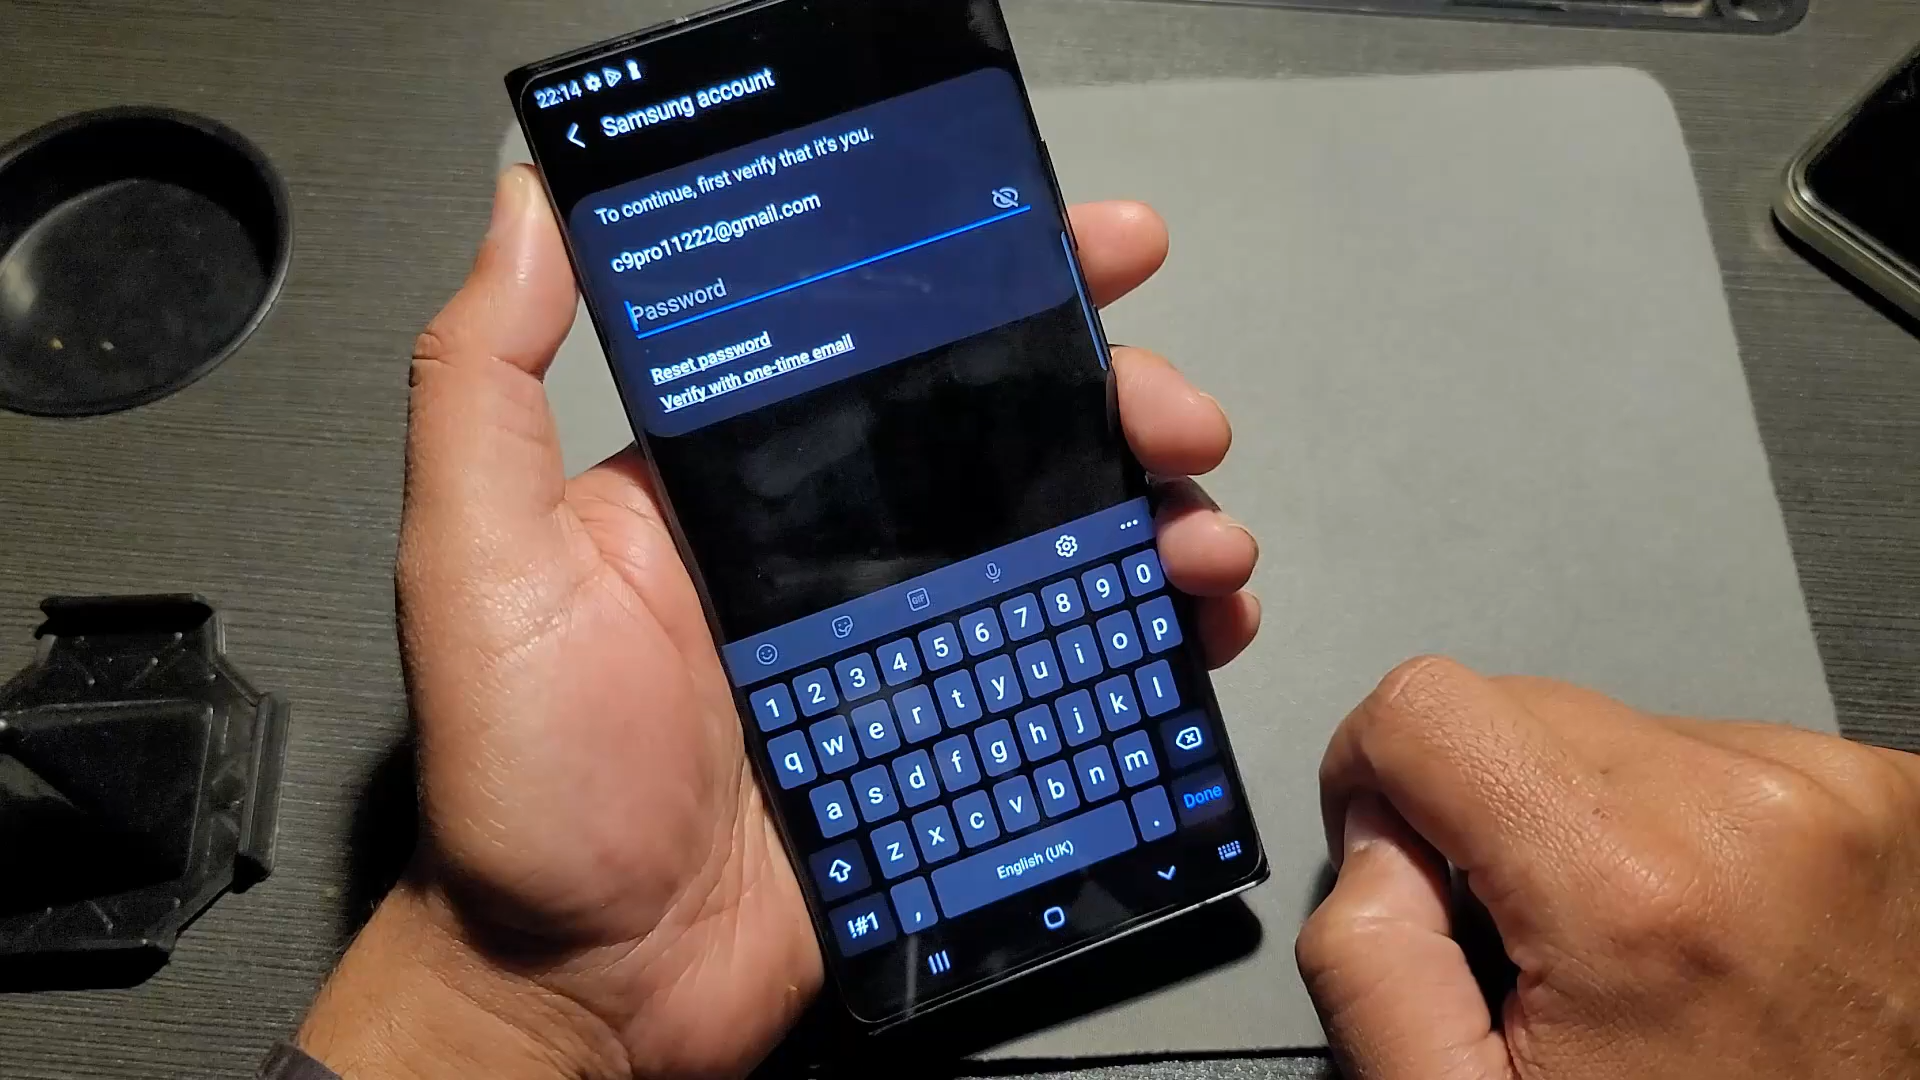 22:14
Samsung account
To continue, first verify that it's you.
c9pro11222@gmail.com
Password
Reset password
Verify with one-time email
GIF
1 2 3 4 5 6 7 8 9 0
q w e r t y u i o p
a s d f g h j k l
z x c v b n m
!#1 , English (UK) . Done